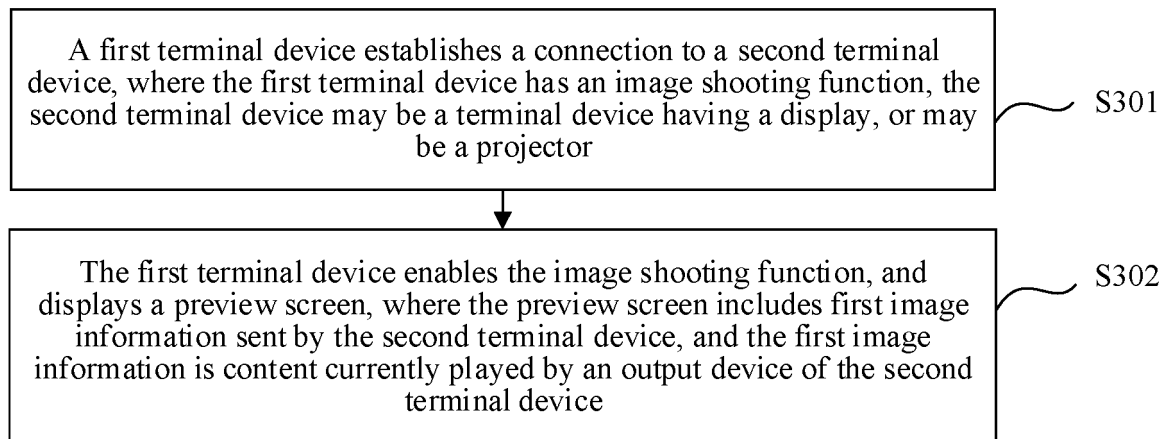 A first terminal device establishes a connection to a second terminal
device, where the first terminal device has an image shooting function, the
second terminal device may be a terminal device having a display, or may
be a projector
S301
The first terminal device enables the image shooting function, and
displays a preview screen, where the preview screen includes first image
information sent by the second terminal device, and the first image
information is content currently played by an output device of the second
terminal device
S302